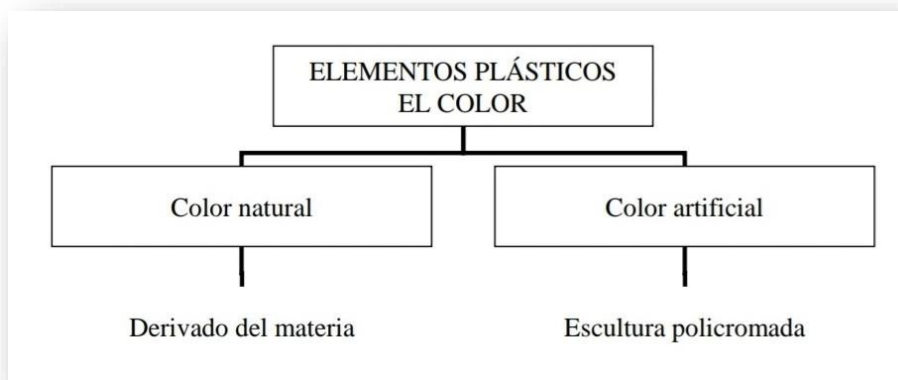 ELEMENTOS PLÁSTICOS
EL COLOR
Color natural
Color artificial
Derivado del materia
Escultura policromada